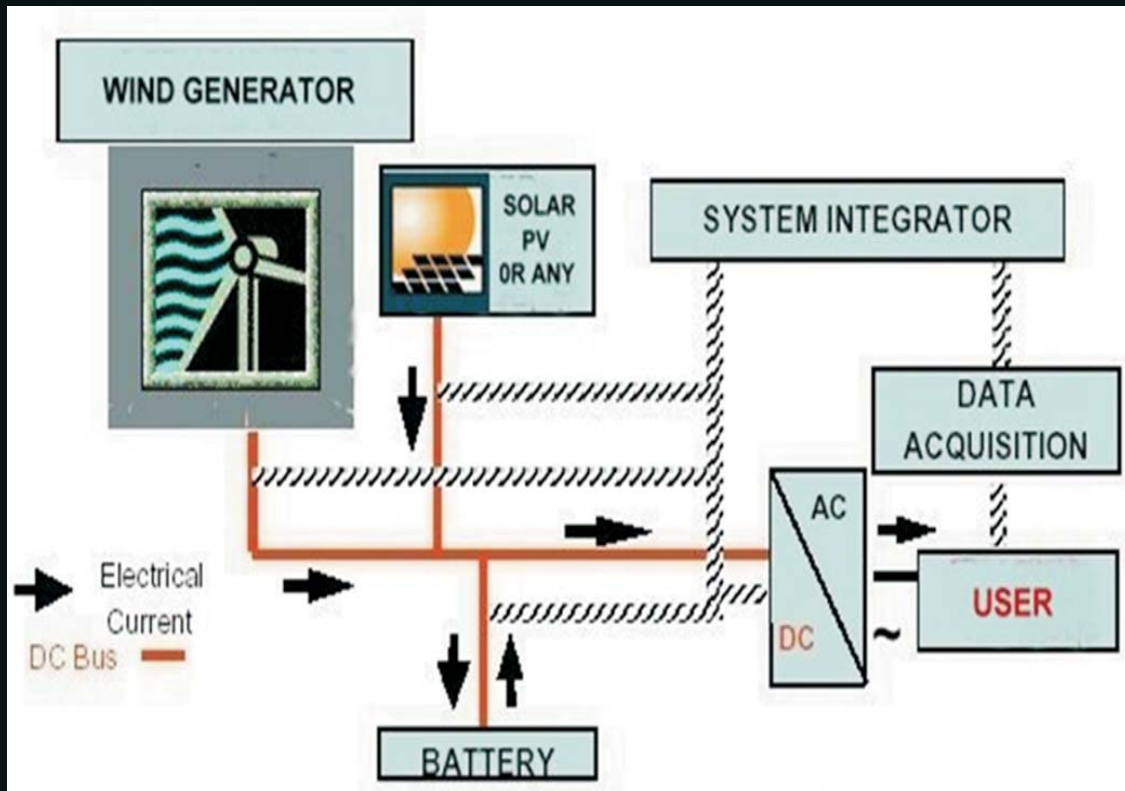 WIND GENERATOR
SOLAR
PV
0R ANY
SYSTEM INTEGRATOR
DATA
ACQUISITION
AC
DC
USER
~
Electrical
Current
DC Bus
BATTERY